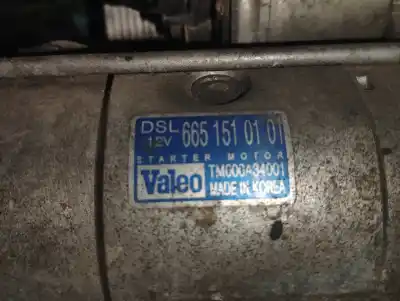 DSL 665 151 01 01
12V
STARTER MOTOR
Valeo TM000A34001
MADE IN KOREA